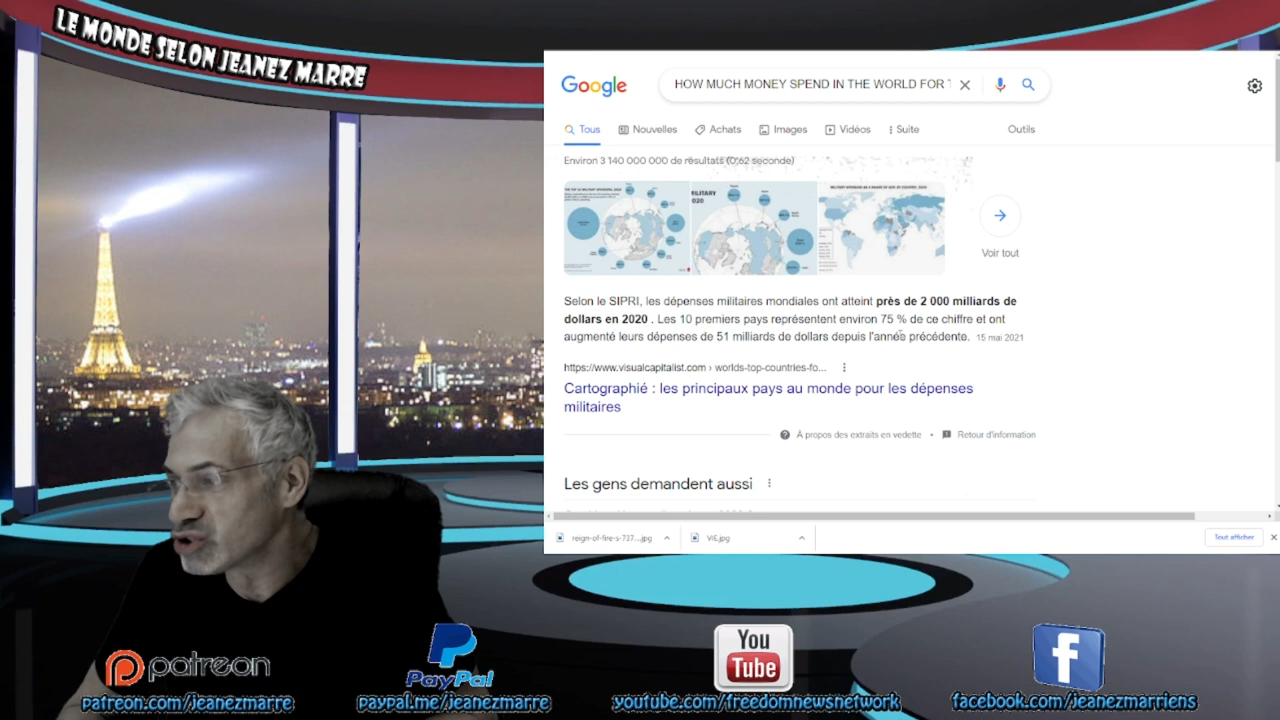 LE MONDE SELON JEANEZ MARRE
Google
HOW MUCH MONEY SPEND IN THE WORLD FOR
Tous
Nouvelles
Achats
Images
Vidéos
Suite
Outils
Environ 3 140 000 000 de résultats (0,62 seconde)
MILITARY
Voir tout
Selon le SIPRI, les dépenses militaires mondiales ont atteint près de 2 000 milliards de
dollars en 2020 . Les 10 premiers pays représentent environ 75 % de ce chiffre et ont
augmenté leurs dépenses de 51 milliards de dollars depuis l'année précédente. 15 mai 2021
https://www.visualcapitalist.com › worlds-top-countries-fo...
Cartographié : les principaux pays au monde pour les dépenses
militaires
À propos des extraits en vedette • Retour d'information
Les gens demandent aussi
reign-of-fire-s-737...jpg
VIE.jpg
Tout afficher
patreon
PayPal
You
Tube
f
patreon.com/jeanezmarre
paypal.me/jeanezmarre
youtube.com/freedomnewsnetwork
facebook.com/jeanezmarriens